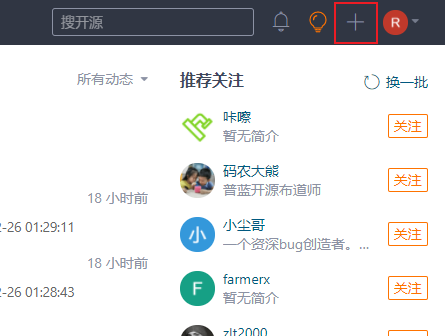 搜开源
R
所有动态
推荐关注
换一批
咔嚓
暂无简介
关注
码农大熊
普蓝开源布道师
关注
18 小时前
小
小尘哥
一个资深bug创造者。...
关注
2-26 01:29:11
18 小时前
F
farmerx
暂无简介
关注
2-26 01:28:43
zlt2000